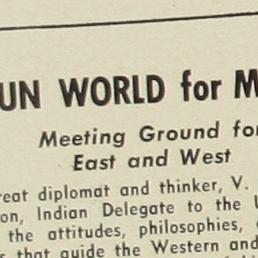 UN WORLD for M
Meeting Ground for
East and West
reat diplomat and thinker, V.
on, Indian Delegate to the U
the attitudes, philosophies,
s that guide the Western and